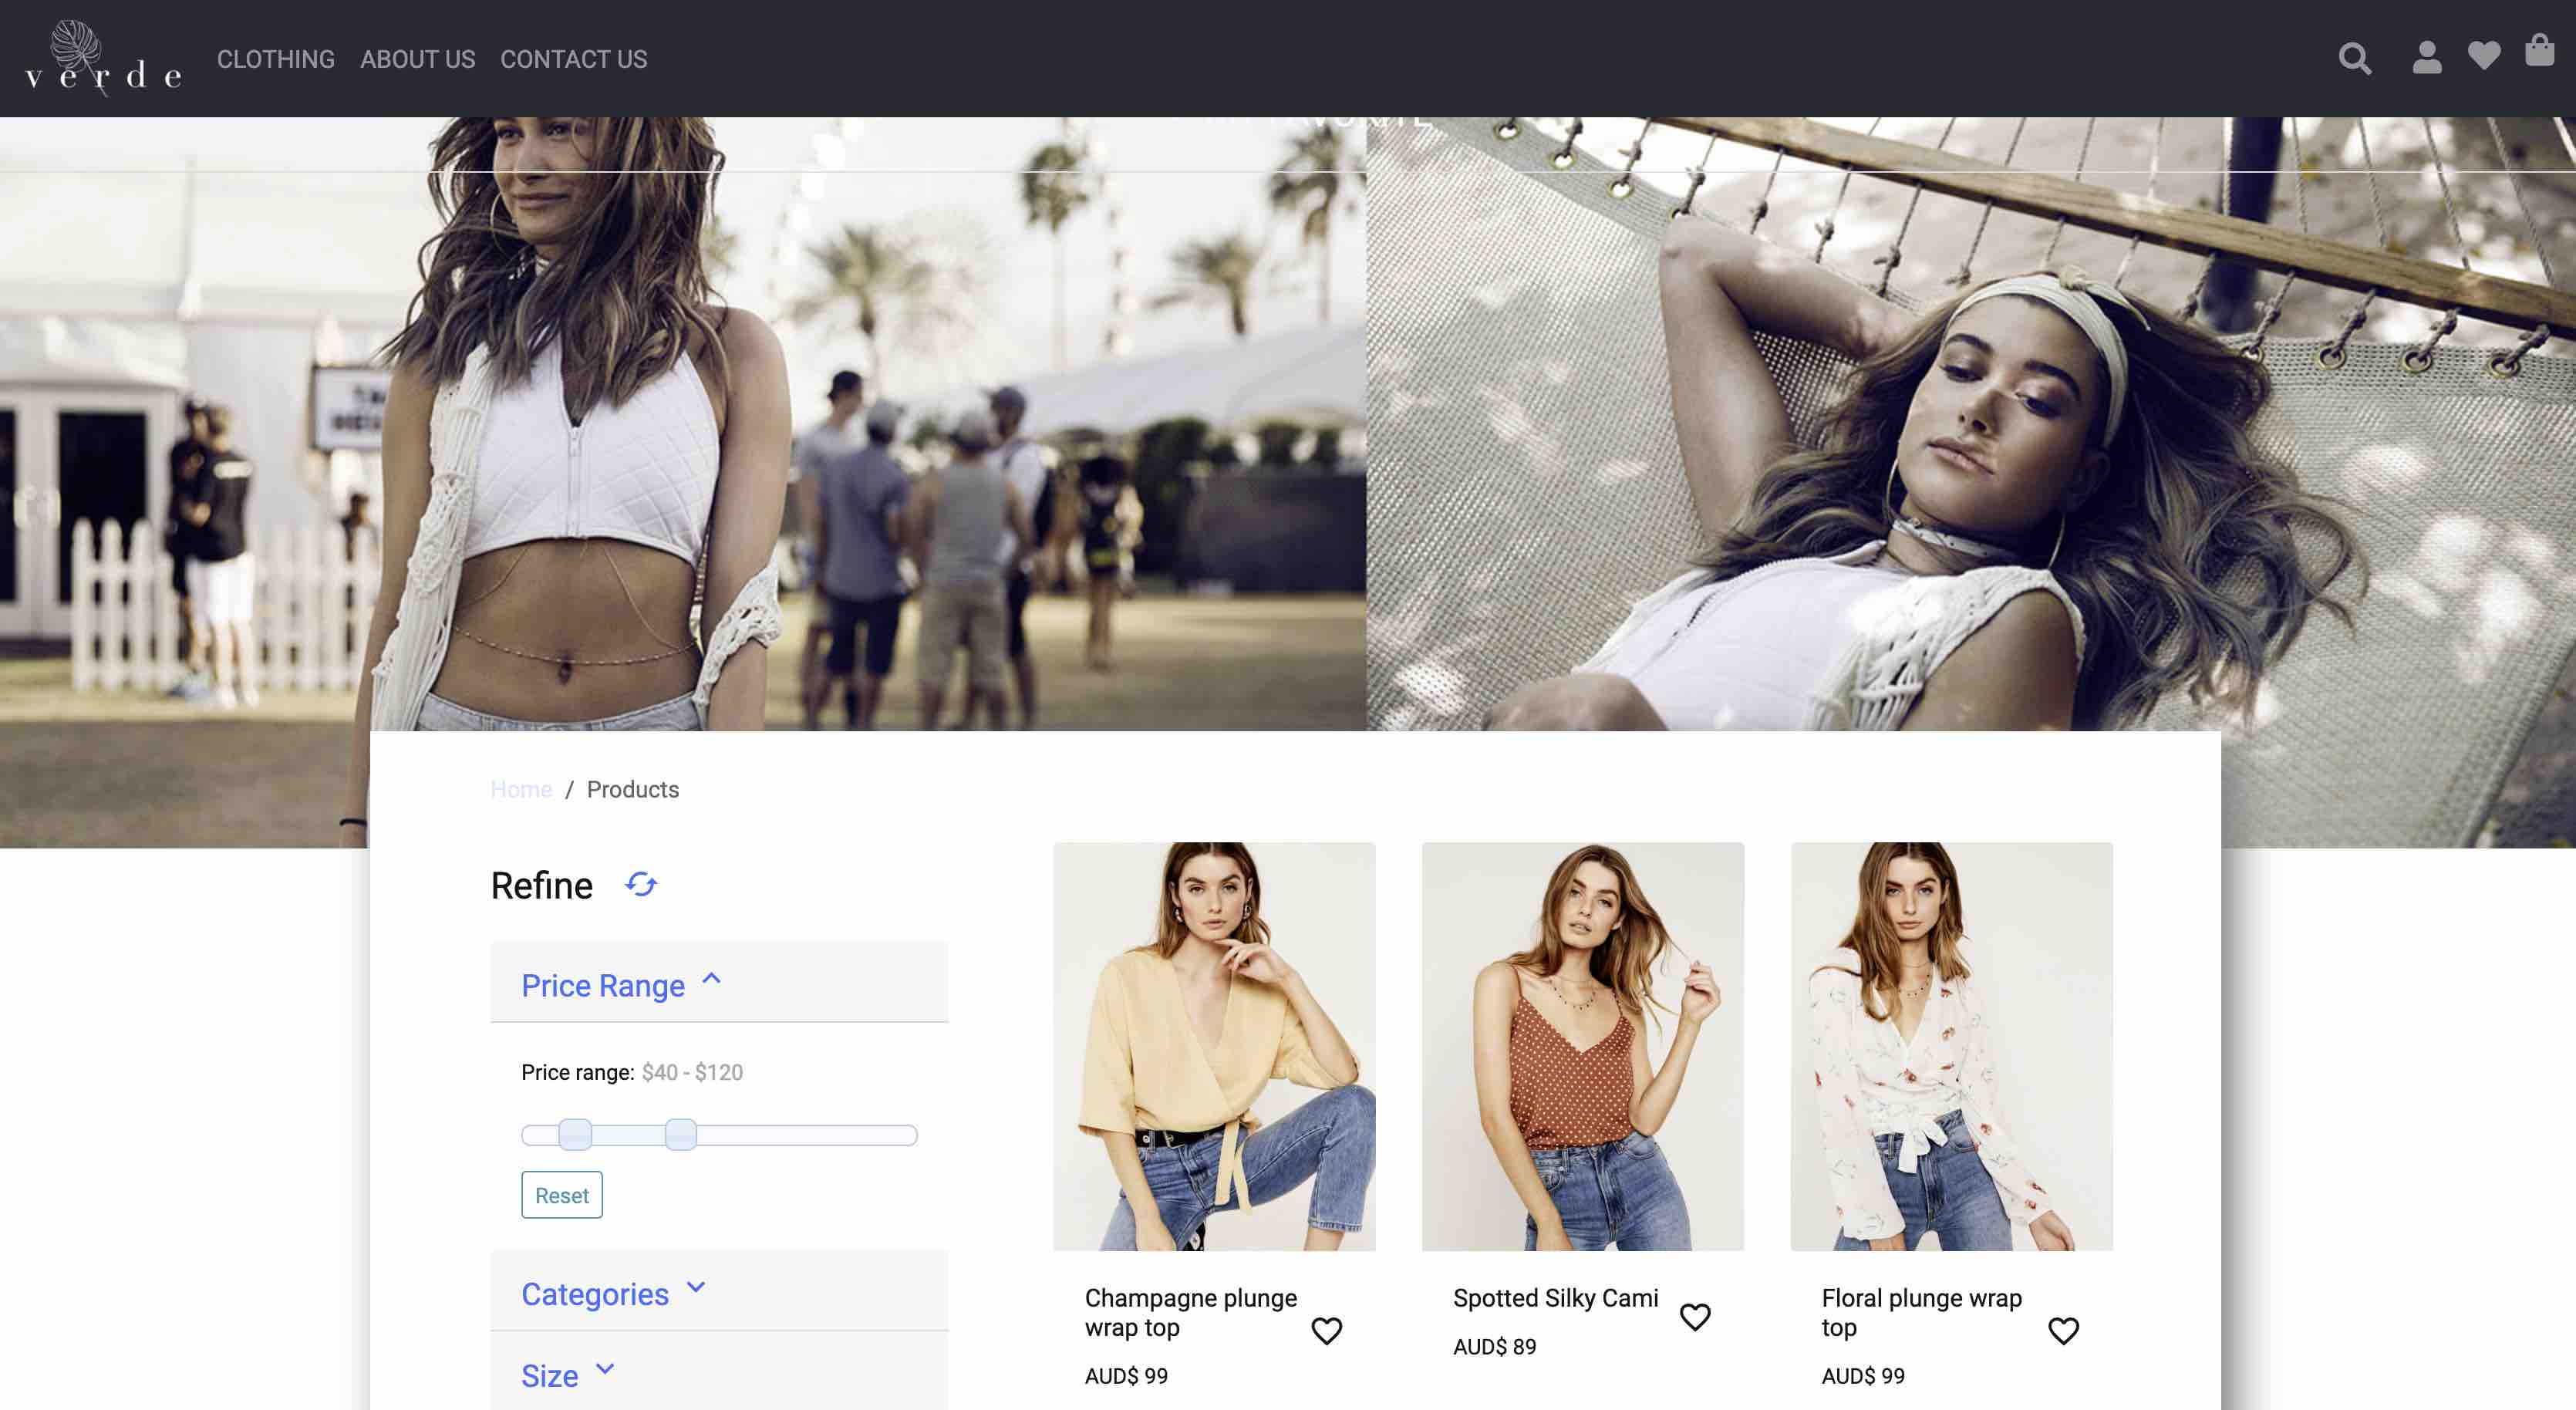 verde
CLOTHING ABOUT US CONTACT US
FAVORITE
Home / Products
Refine
Price Range
Price range: $40 - $120
Reset
Categories
Size
Champagne plunge
wrap top
AUD$ 99
Spotted Silky Cami
AUD$ 89
Floral plunge wrap
top
AUD$ 99